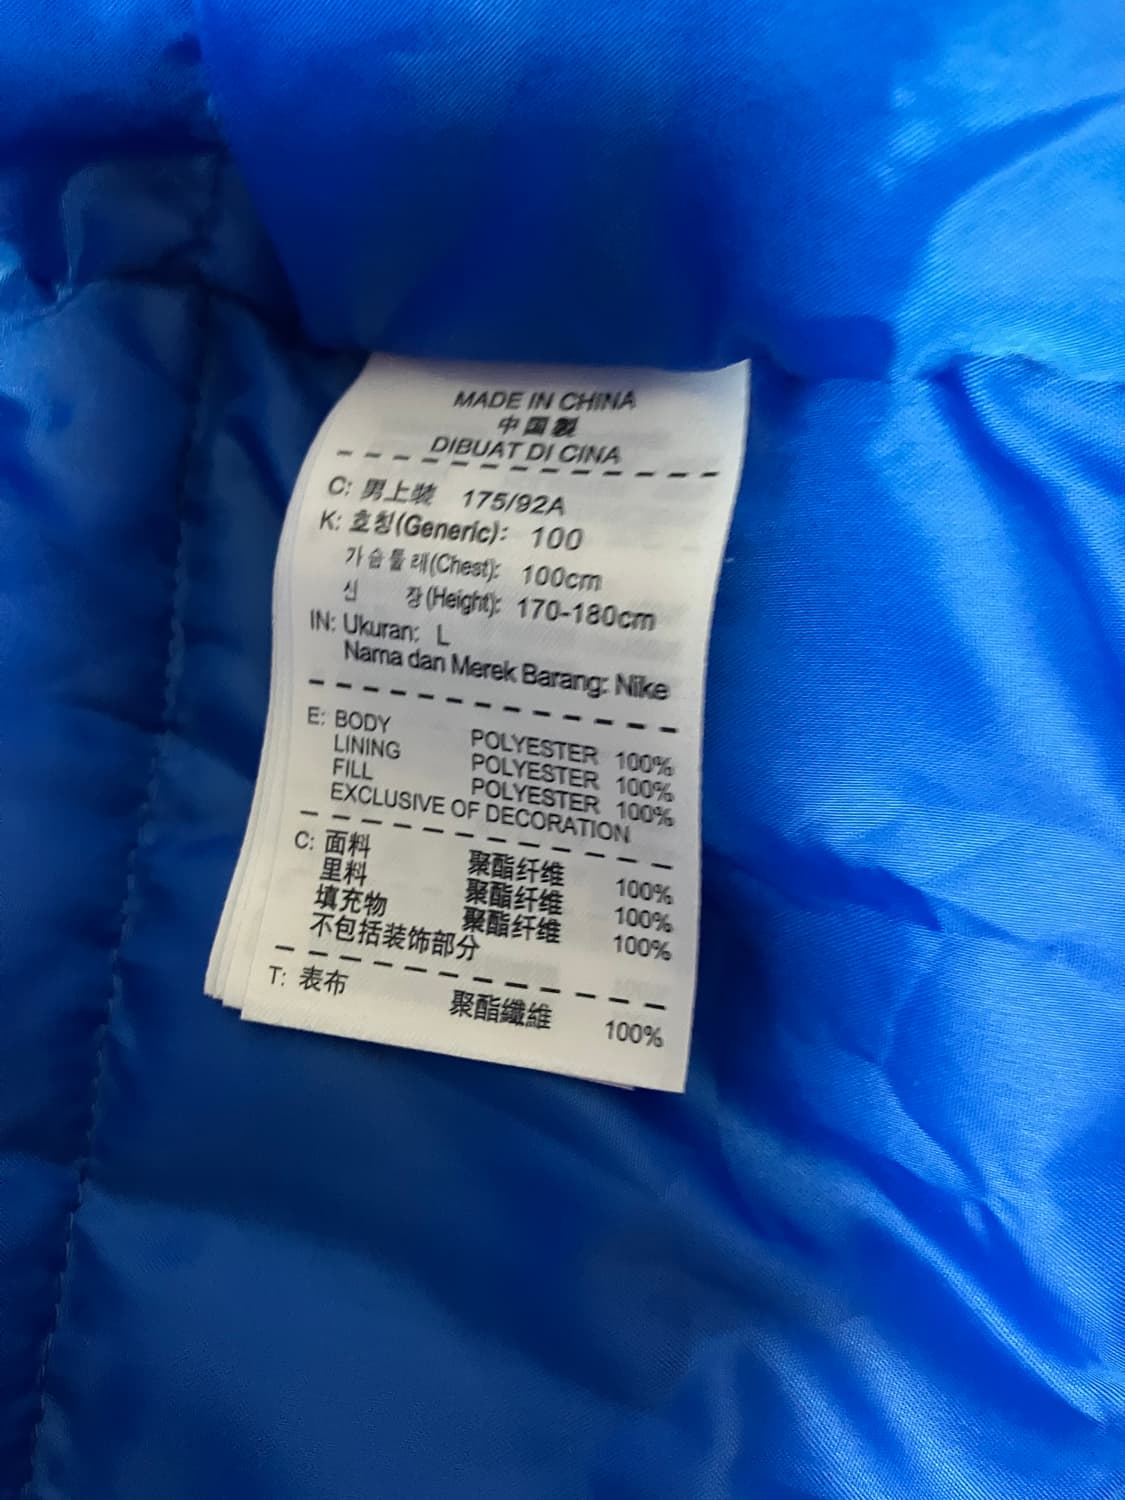 MADE IN CHINA
中国製
DIBUAT DI CINA
C: 男上裝 175/92A
K: 호칭(Generic): 100
가슴둘레(Chest): 100cm
신 장(Height): 170-180cm
IN: Ukuran: L
Nama dan Merek Barang: Nike
E: BODY POLYESTER 100%
LINING POLYESTER 100%
FILL POLYESTER 100%
EXCLUSIVE OF DECORATION
C: 面料 聚酯纤维 100%
里料 聚酯纤维 100%
填充物 聚酯纤维 100%
不包括装饰部分
T: 表布 聚酯纖維 100%